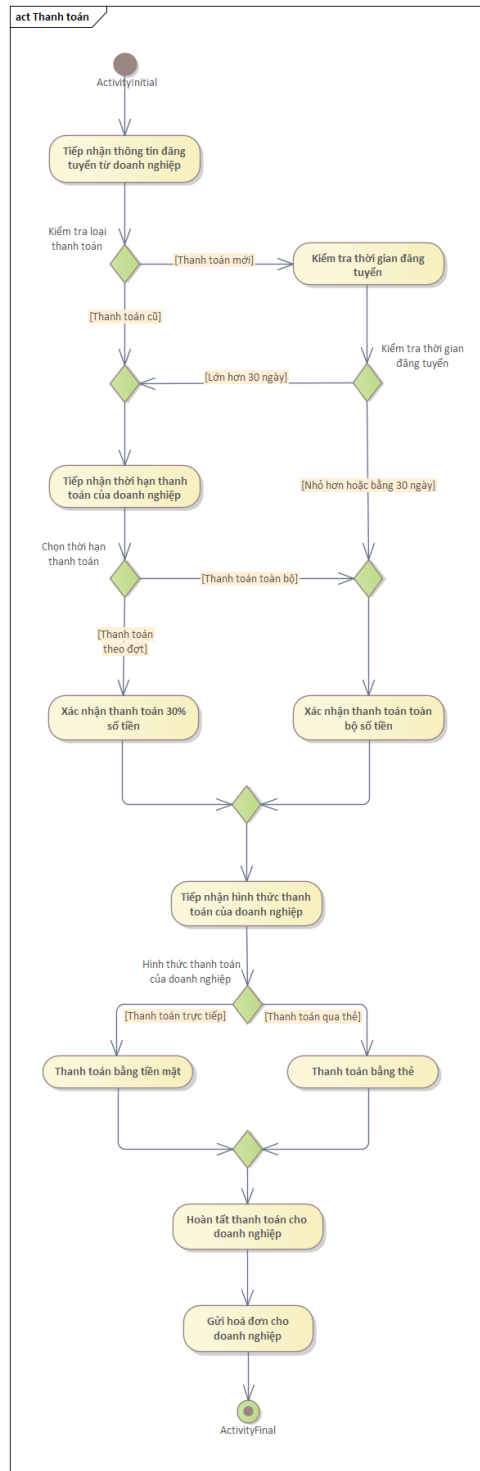 act Thanh toán
ActivityInitial
Tiếp nhận thông tin đăng
tuyển từ doanh nghiệp
Kiểm tra loại
thanh toán
[Thanh toán mới]
Kiểm tra thời gian đăng
tuyển
[Thanh toán cũ]
Kiểm tra thời gian
đăng tuyển
[Lớn hơn 30 ngày]
Tiếp nhận thời hạn thanh
toán của doanh nghiệp
[Nhỏ hơn hoặc bằng 30 ngày]
Chọn thời hạn
thanh toán
[Thanh toán toàn bộ]
[Thanh toán
theo đợt]
Xác nhận thanh toán 30%
số tiền
Xác nhận thanh toán toàn
bộ số tiền
Tiếp nhận hình thức thanh
toán của doanh nghiệp
Hình thức thanh toán
của doanh nghiệp
[Thanh toán trực tiếp]
[Thanh toán qua thẻ]
Thanh toán bằng tiền mặt
Thanh toán bằng thẻ
Hoàn tất thanh toán cho
doanh nghiệp
Gửi hoá đơn cho
doanh nghiệp
ActivityFinal